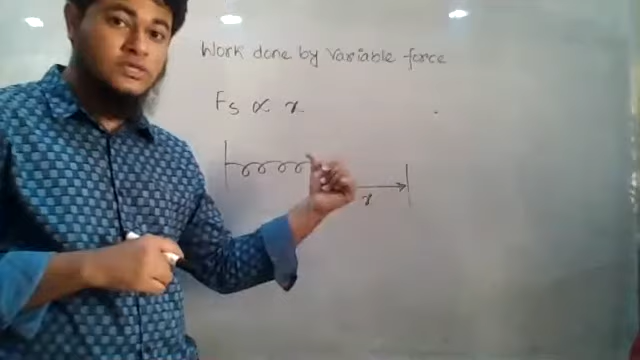 Work done by variable force
Fs ∝ x
x